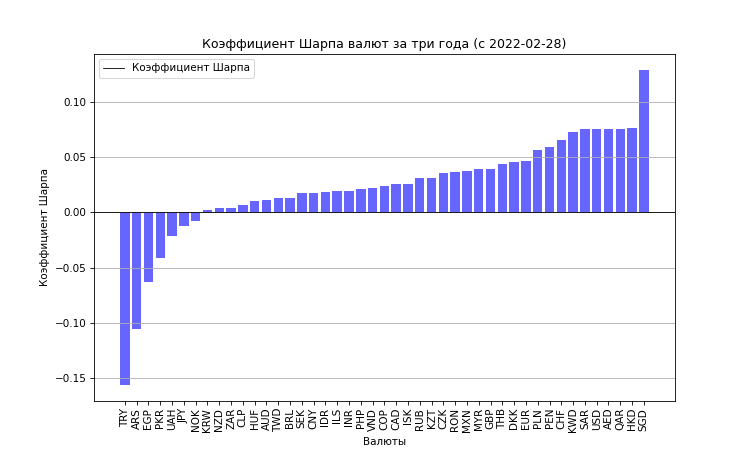 Коэффициент Шарпа валют за три года (с 2022-02-28)
Коэффициент Шарпа
0.10
0.05
0.00
−0.05
−0.10
−0.15
Коэффициент Шарпа
TRY ARS EGP PKR UAH JPY NOK KRW NZD ZAR CLP HUF AUD TWD BRL SEK CNY IDR ILS INR PHP VND COP CAD ISK RUB KZT CZK RON MXN MYR GBP THB DKK EUR PLN PEN CHF KWD SAR USD AED QAR HKD SGD
Валюты